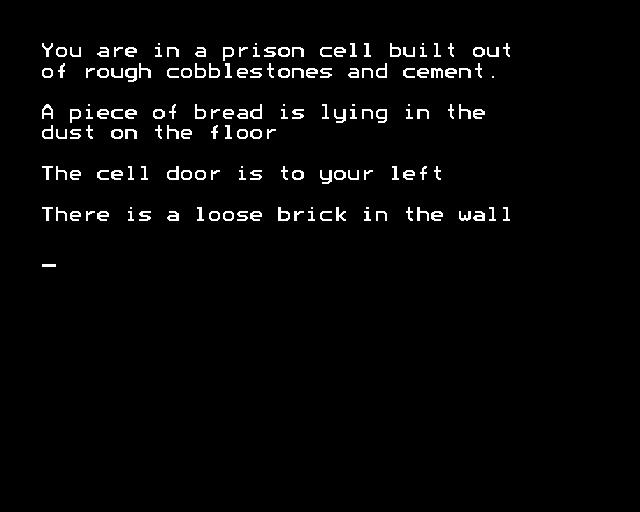 You are in a prison cell built out
of rough cobblestones and cement.
A piece of bread is lying in the
dust on the floor
The cell door is to your left
There is a loose brick in the wall
_